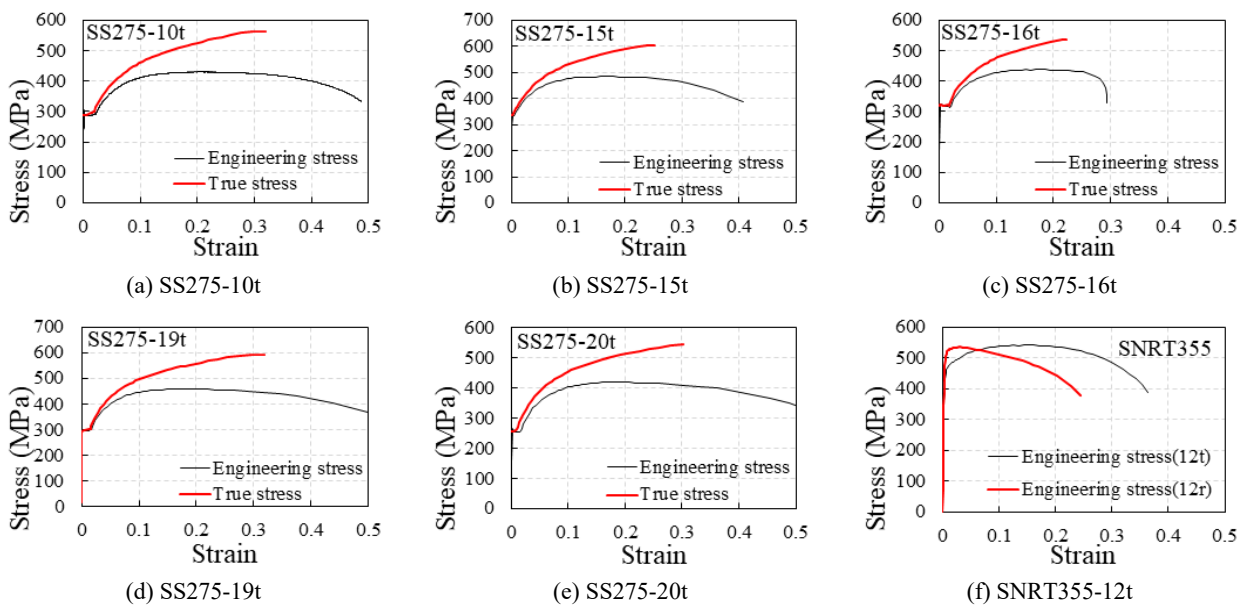 SS275-10t
600
500
400
300
200
100
0
0 0.1 0.2 0.3 0.4 0.5
Stress (MPa)
Strain
Engineering stress
True stress
(a) SS275-10t
SS275-15t
700
600
500
400
300
200
100
0
0 0.1 0.2 0.3 0.4 0.5
Stress (MPa)
Strain
Engineering stress
True stress
(b) SS275-15t
SS275-16t
600
500
400
300
200
100
0
0 0.1 0.2 0.3 0.4 0.5
Stress (MPa)
Strain
Engineering stress
True stress
(c) SS275-16t
SS275-19t
700
600
500
400
300
200
100
0
0 0.1 0.2 0.3 0.4 0.5
Stress (MPa)
Strain
Engineering stress
True stress
(d) SS275-19t
SS275-20t
600
500
400
300
200
100
0
0 0.1 0.2 0.3 0.4 0.5
Stress (MPa)
Strain
Engineering stress
True stress
(e) SS275-20t
SNRT355
600
500
400
300
200
100
0
0 0.1 0.2 0.3 0.4 0.5
Stress (MPa)
Strain
Engineering stress(12t)
Engineering stress(12r)
(f) SNRT355-12t